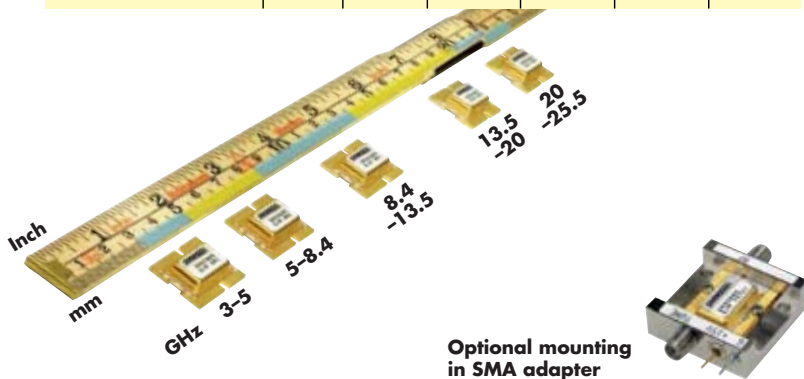 Inch
mm
GHz
3–5
5–8.4
8.4
–13.5
13.5
–20
20
–25.5
Optional mounting
in SMA adapter